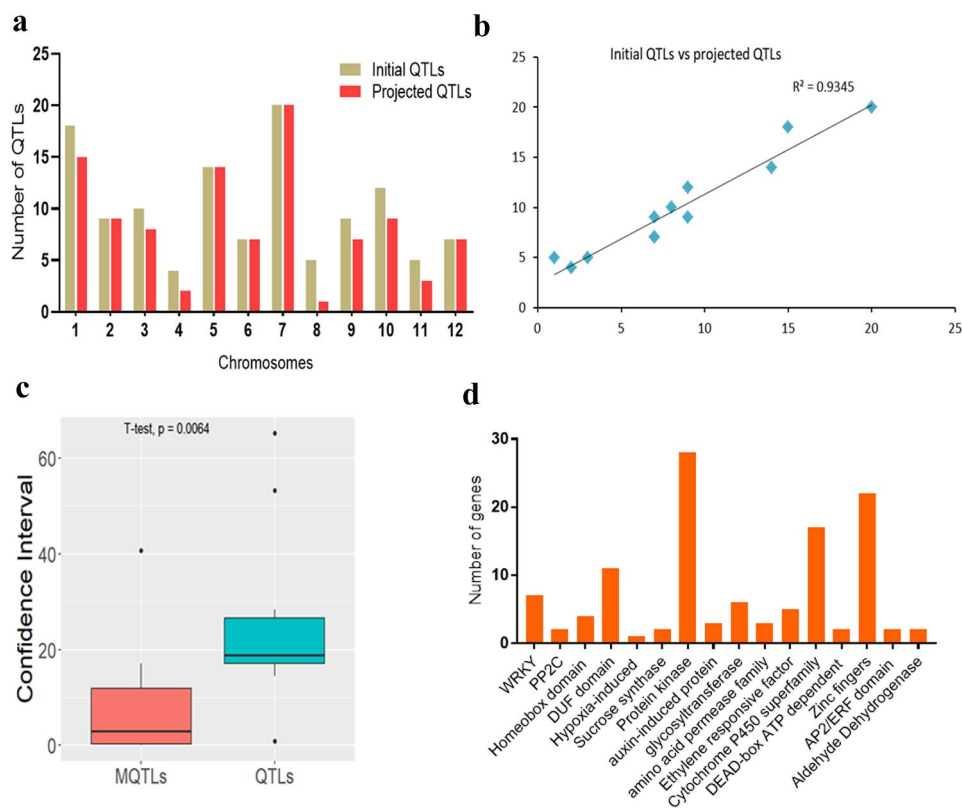 a
25
20
15
10
5
0
Number of QTLs
Initial QTLs
Projected QTLs
1 2 3 4 5 6 7 8 9 10 11 12
Chromosomes
b
Initial QTLs vs projected QTLs
R² = 0.9345
25
20
15
10
5
0
0 5 10 15 20 25
c
T-test, p = 0.0064
Confidence Interval
60
40
20
0
MQTLs QTLs
d
30
20
10
0
Number of genes
WRKY
PP2C
Homeobox domain
DUF domain
Hypoxia-induced
Sucrose synthase
Protein kinase
auxin-induced protein
glycosyltransferase
amino acid permease family
Ethylene responsive factor
Cytochrome P450 superfamily
DEAD-box ATP dependent
Zinc fingers
AP2/ERF domain
Aldehyde Dehydrogenase